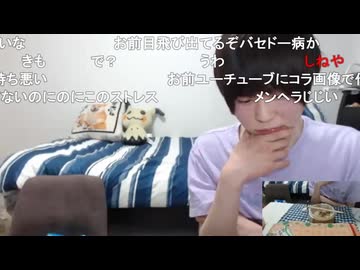 いな
お前目飛び出てるぞバセドー病か
きも
で？
うわ
しねや
待ち悪い
お前ユーチューブにコラ画像で作
ないのにのにこのストレス
メンヘラじじい